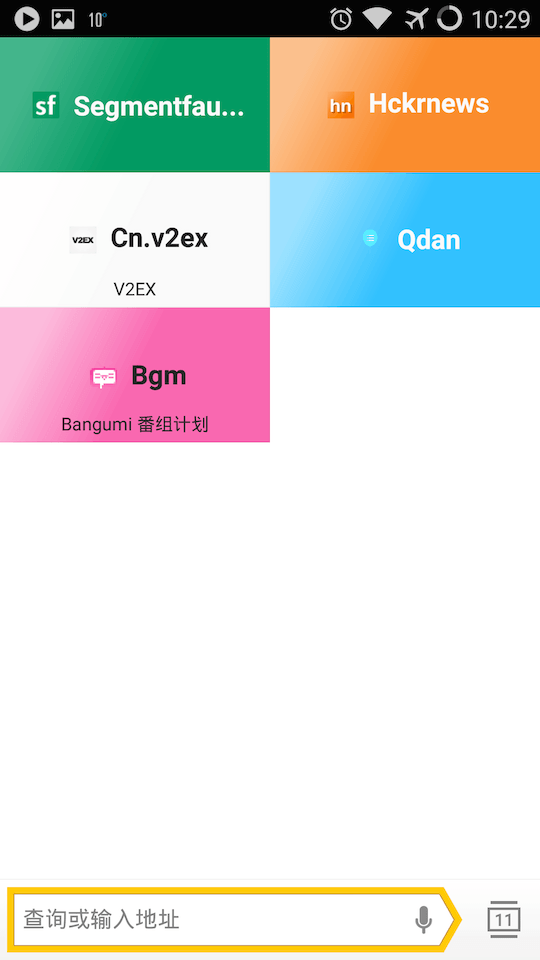 10°
10:29
sf Segmentfau...
hn Hckrnews
V2EX Cn.v2ex
V2EX
Qdan
Bgm
Bangumi 番组计划
查询或输入地址
11